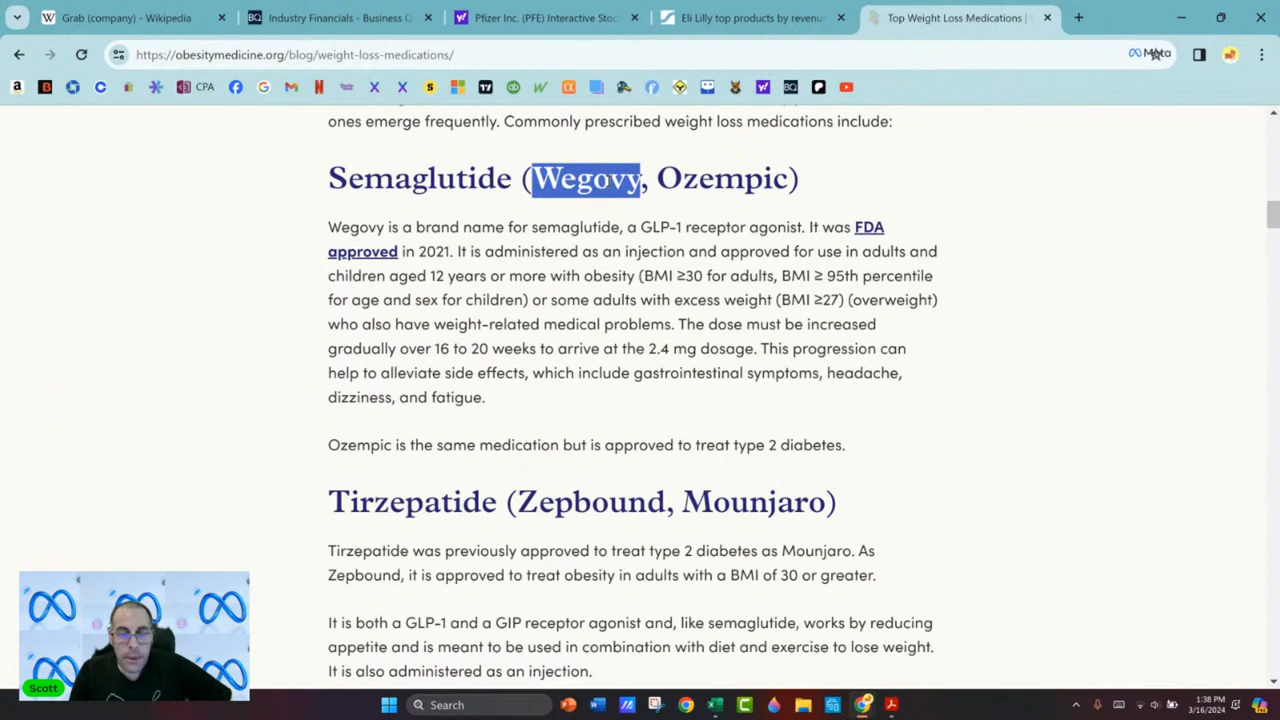 Grab (company) - Wikipedia
Industry Financials - Business Q
Pfizer Inc. (PFE) Interactive Stoc
Eli Lilly top products by revenue
Top Weight Loss Medications |
https://obesitymedicine.org/blog/weight-loss-medications/
Meta
CPA
ones emerge frequently. Commonly prescribed weight loss medications include:
Semaglutide (Wegovy, Ozempic)
Wegovy is a brand name for semaglutide, a GLP-1 receptor agonist. It was FDA
approved in 2021. It is administered as an injection and approved for use in adults and
children aged 12 years or more with obesity (BMI ≥30 for adults, BMI ≥ 95th percentile
for age and sex for children) or some adults with excess weight (BMI ≥27) (overweight)
who also have weight-related medical problems. The dose must be increased
gradually over 16 to 20 weeks to arrive at the 2.4 mg dosage. This progression can
help to alleviate side effects, which include gastrointestinal symptoms, headache,
dizziness, and fatigue.
Ozempic is the same medication but is approved to treat type 2 diabetes.
Tirzepatide (Zepbound, Mounjaro)
Tirzepatide was previously approved to treat type 2 diabetes as Mounjaro. As
Zepbound, it is approved to treat obesity in adults with a BMI of 30 or greater.
It is both a GLP-1 and a GIP receptor agonist and, like semaglutide, works by reducing
appetite and is meant to be used in combination with diet and exercise to lose weight.
It is also administered as an injection.
Scott
Search
1:38 PM
3/16/2024